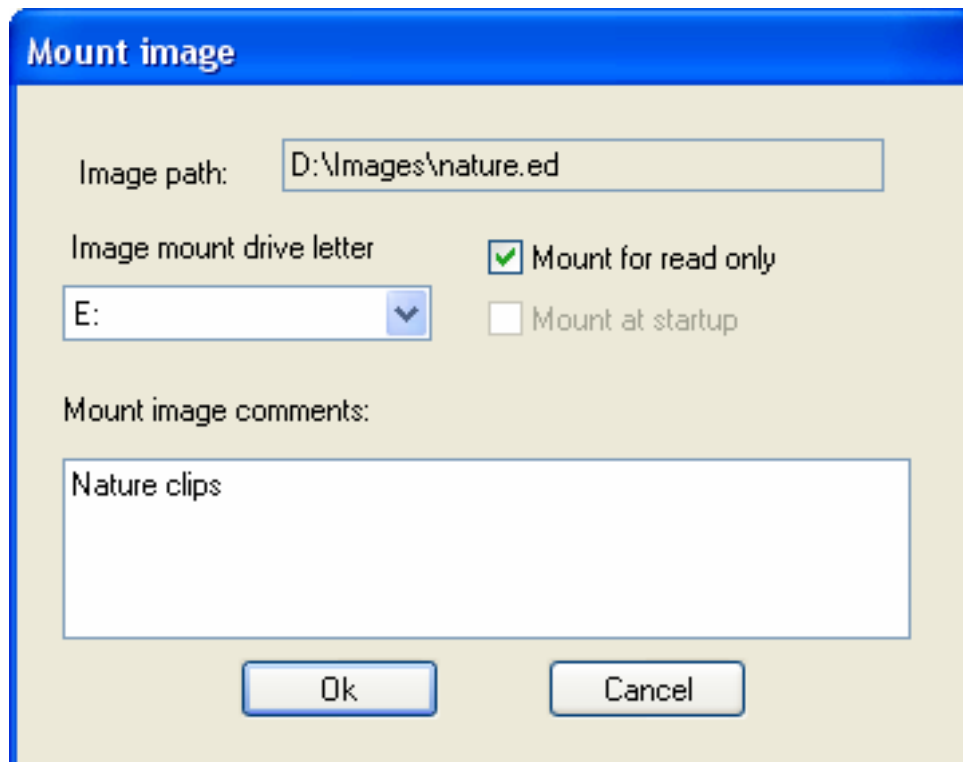 Mount image
Image path: D:\Images\nature.ed
Image mount drive letter
Mount for read only
E:
Mount at startup
Mount image comments:
Nature clips
Ok Cancel